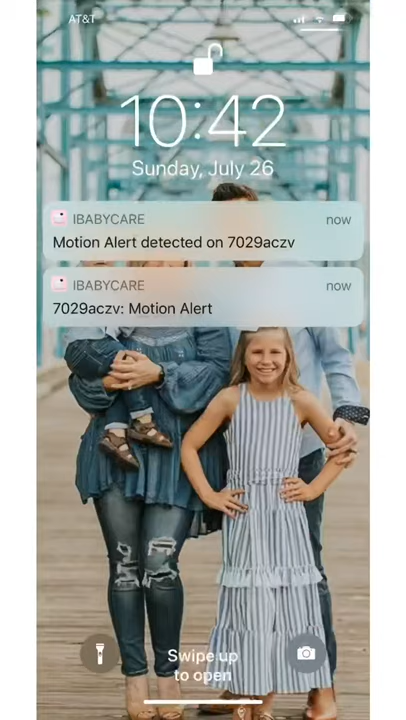 AT&T
10:42
Sunday, July 26
IBABYCARE
now
Motion Alert detected on 7029aczv
IBABYCARE
now
7029aczv: Motion Alert
Swipe up
to open